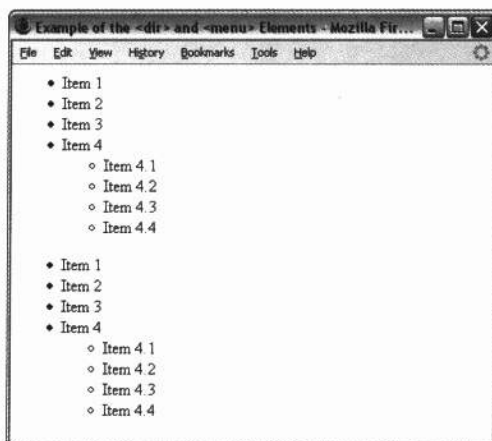 Example of the <dir> and <menu> Elements - Mozilla Fir...
File Edit View History Bookmarks Tools Help
Item 1
Item 2
Item 3
Item 4
Item 4.1
Item 4.2
Item 4.3
Item 4.4
Item 1
Item 2
Item 3
Item 4
Item 4.1
Item 4.2
Item 4.3
Item 4.4